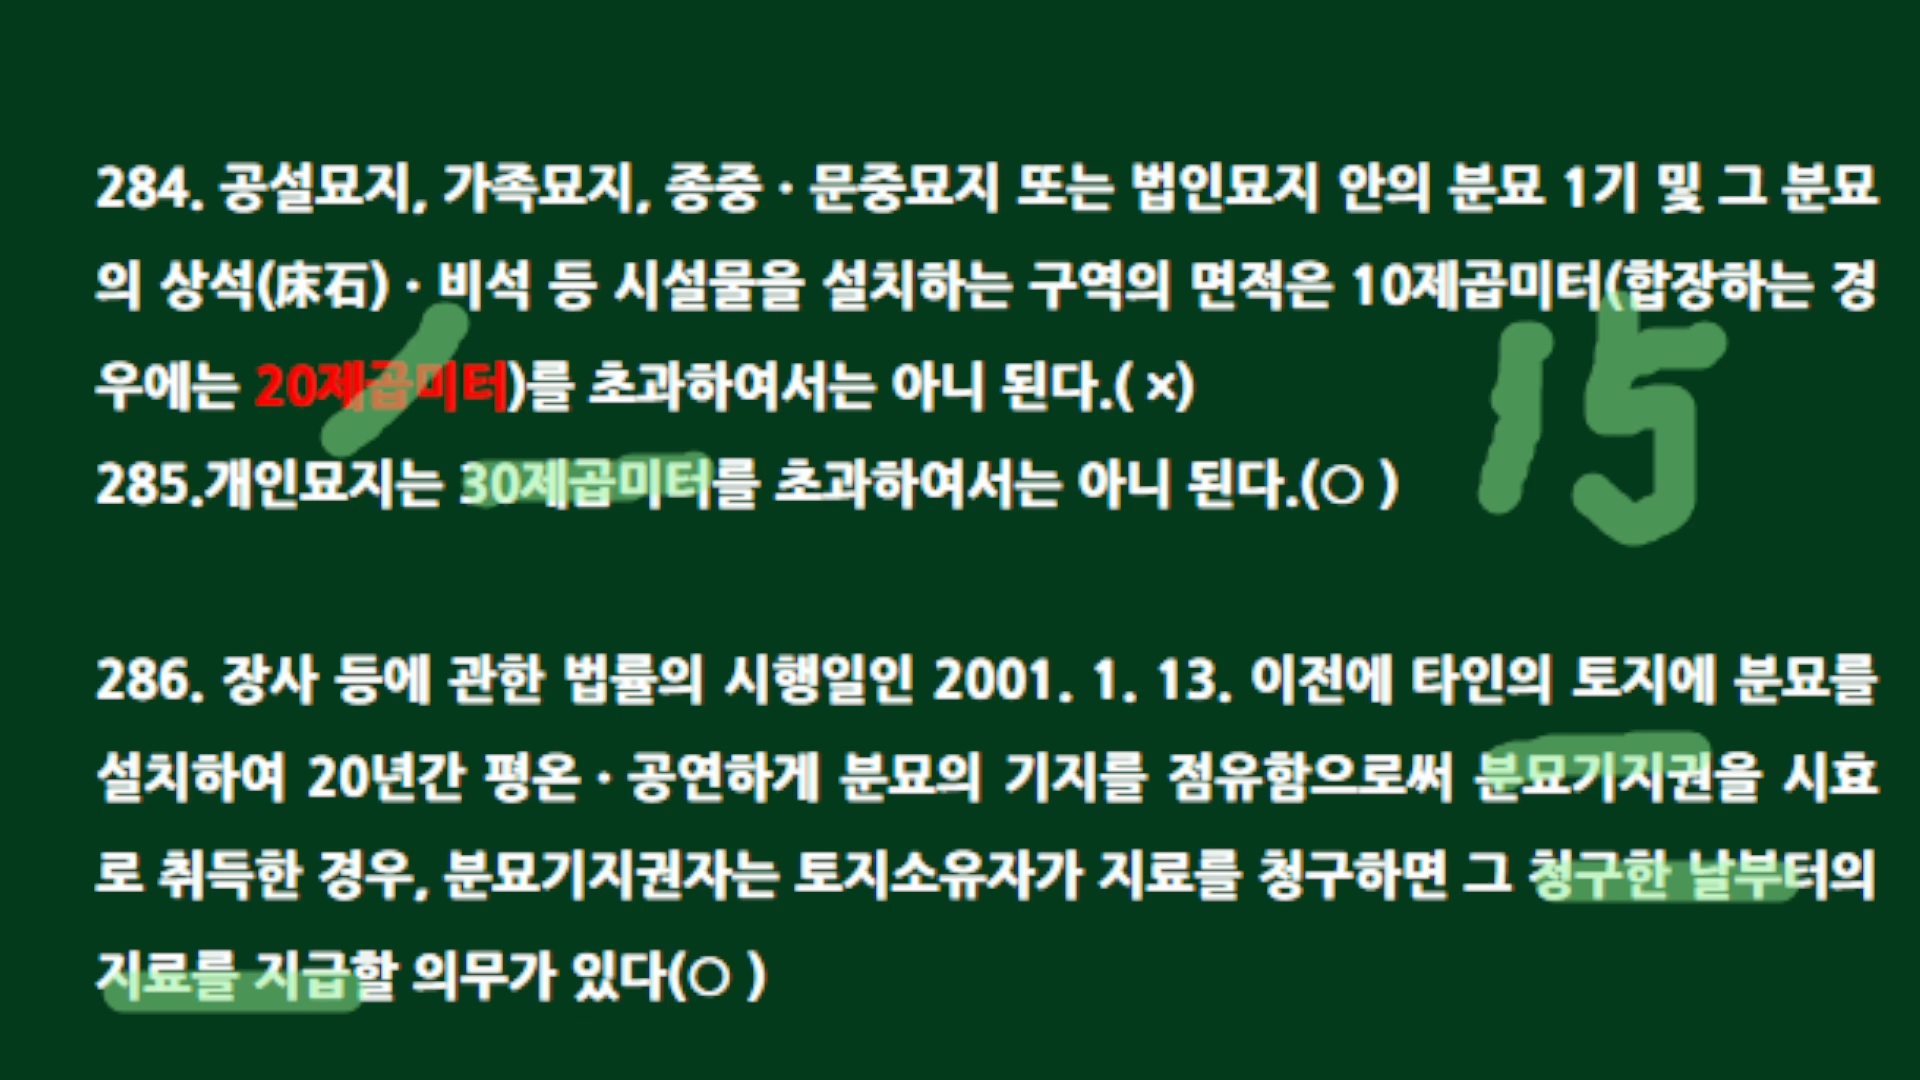 284. 공설묘지, 가족묘지, 종중 · 문중묘지 또는 법인묘지 안의 분묘 1기 및 그 분묘
의 상석(床石) · 비석 등 시설물을 설치하는 구역의 면적은 10제곱미터(합장하는 경
우에는 20제곱미터)를 초과하여서는 아니 된다.( ×)
15
285.개인묘지는 30제곱미터를 초과하여서는 아니 된다.(○ )
286. 장사 등에 관한 법률의 시행일인 2001. 1. 13. 이전에 타인의 토지에 분묘를
설치하여 20년간 평온 · 공연하게 분묘의 기지를 점유함으로써 분묘기지권을 시효
로 취득한 경우, 분묘기지권자는 토지소유자가 지료를 청구하면 그 청구한 날부터의
지료를 지급할 의무가 있다(○ )